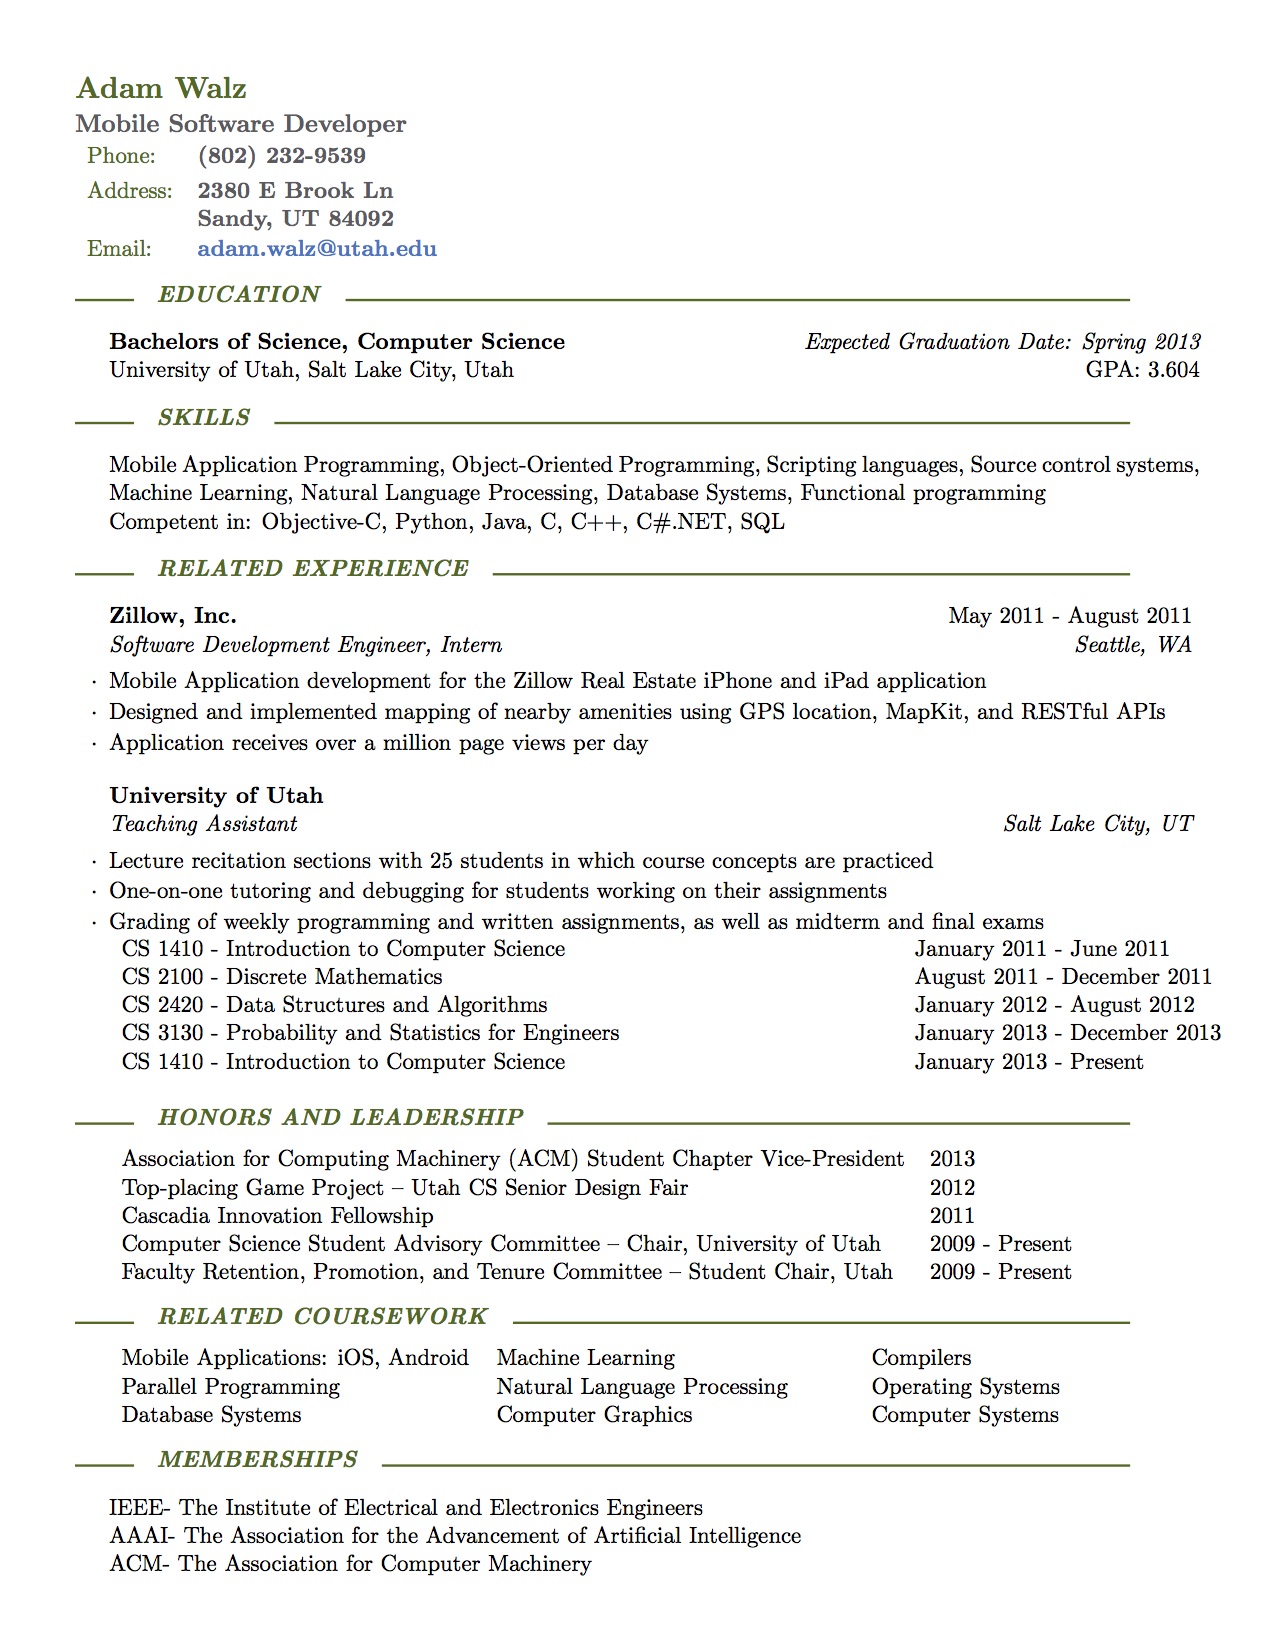 Adam Walz
Mobile Software Developer
Phone: (802) 232-9539
Address: 2380 E Brook Ln
Sandy, UT 84092
Email: adam.walz@utah.edu
EDUCATION
Bachelors of Science, Computer Science Expected Graduation Date: Spring 2013
University of Utah, Salt Lake City, Utah GPA: 3.604
SKILLS
Mobile Application Programming, Object-Oriented Programming, Scripting languages, Source control systems,
Machine Learning, Natural Language Processing, Database Systems, Functional programming
Competent in: Objective-C, Python, Java, C, C++, C#.NET, SQL
RELATED EXPERIENCE
Zillow, Inc. May 2011 - August 2011
Software Development Engineer, Intern Seattle, WA
· Mobile Application development for the Zillow Real Estate iPhone and iPad application
· Designed and implemented mapping of nearby amenities using GPS location, MapKit, and RESTful APIs
· Application receives over a million page views per day
University of Utah
Teaching Assistant Salt Lake City, UT
· Lecture recitation sections with 25 students in which course concepts are practiced
· One-on-one tutoring and debugging for students working on their assignments
· Grading of weekly programming and written assignments, as well as midterm and final exams
CS 1410 - Introduction to Computer Science January 2011 - June 2011
CS 2100 - Discrete Mathematics August 2011 - December 2011
CS 2420 - Data Structures and Algorithms January 2012 - August 2012
CS 3130 - Probability and Statistics for Engineers January 2013 - December 2013
CS 1410 - Introduction to Computer Science January 2013 - Present
HONORS AND LEADERSHIP
Association for Computing Machinery (ACM) Student Chapter Vice-President 2013
Top-placing Game Project – Utah CS Senior Design Fair 2012
Cascadia Innovation Fellowship 2011
Computer Science Student Advisory Committee – Chair, University of Utah 2009 - Present
Faculty Retention, Promotion, and Tenure Committee – Student Chair, Utah 2009 - Present
RELATED COURSEWORK
Mobile Applications: iOS, Android Machine Learning Compilers
Parallel Programming Natural Language Processing Operating Systems
Database Systems Computer Graphics Computer Systems
MEMBERSHIPS
IEEE- The Institute of Electrical and Electronics Engineers
AAAI- The Association for the Advancement of Artificial Intelligence
ACM- The Association for Computer Machinery